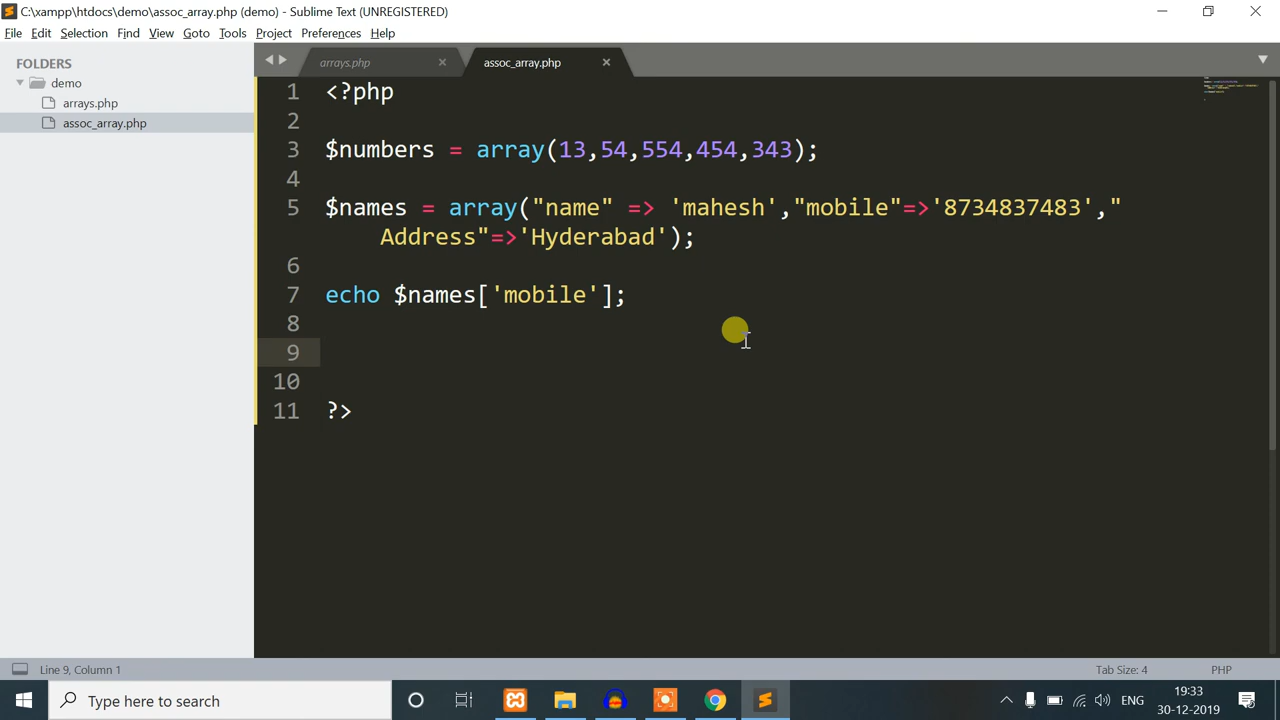 C:\xampp\htdocs\demo\assoc_array.php (demo) - Sublime Text (UNREGISTERED)
File Edit Selection Find View Goto Tools Project Preferences Help
FOLDERS
demo
arrays.php
assoc_array.php
arrays.php × assoc_array.php ×
1 <?php
2
3 $numbers = array(13,54,554,454,343);
4
5 $names = array("name" => 'mahesh',"mobile"=>'8734837483',"
Address"=>'Hyderabad');
6
7 echo $names['mobile'];
8
9
10
11 ?>
Line 9, Column 1 Tab Size: 4 PHP
Type here to search
ENG
19:33
30-12-2019